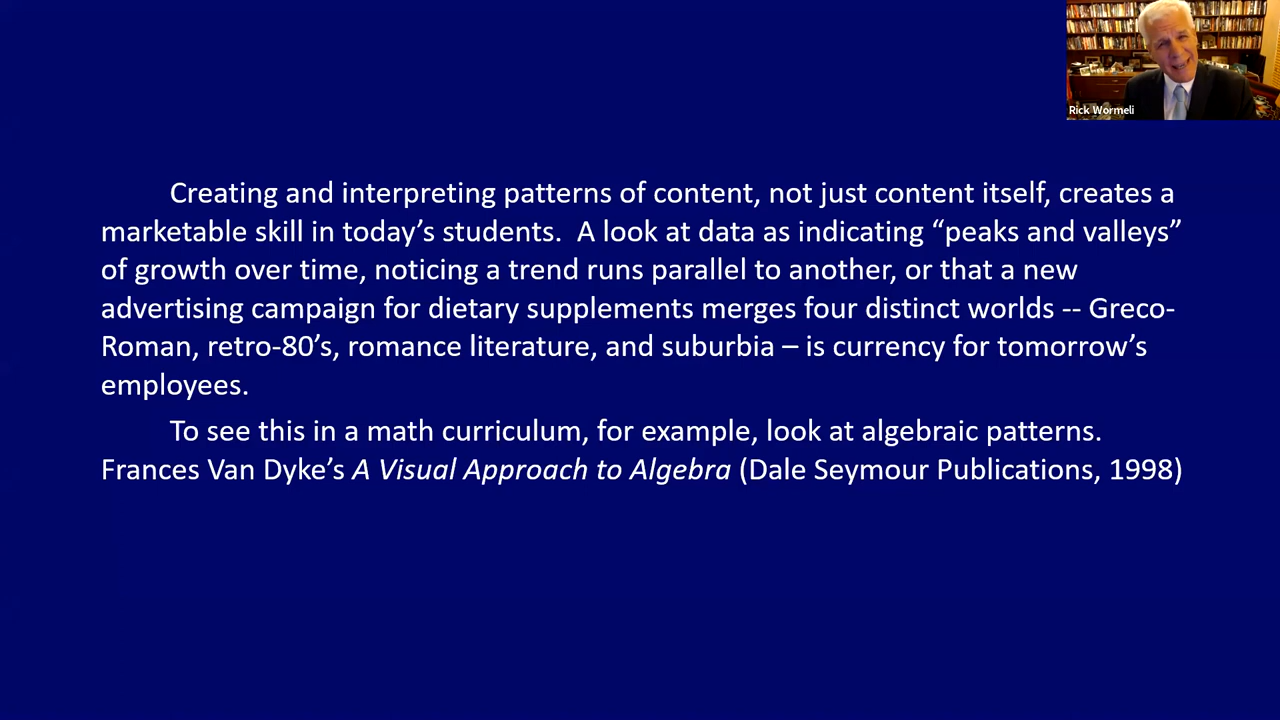 Rick Wormeli
Creating and interpreting patterns of content, not just content itself, creates a
marketable skill in today’s students.  A look at data as indicating “peaks and valleys”
of growth over time, noticing a trend runs parallel to another, or that a new
advertising campaign for dietary supplements merges four distinct worlds -- Greco-
Roman, retro-80’s, romance literature, and suburbia – is currency for tomorrow’s
employees.
To see this in a math curriculum, for example, look at algebraic patterns.
Frances Van Dyke’s A Visual Approach to Algebra (Dale Seymour Publications, 1998)